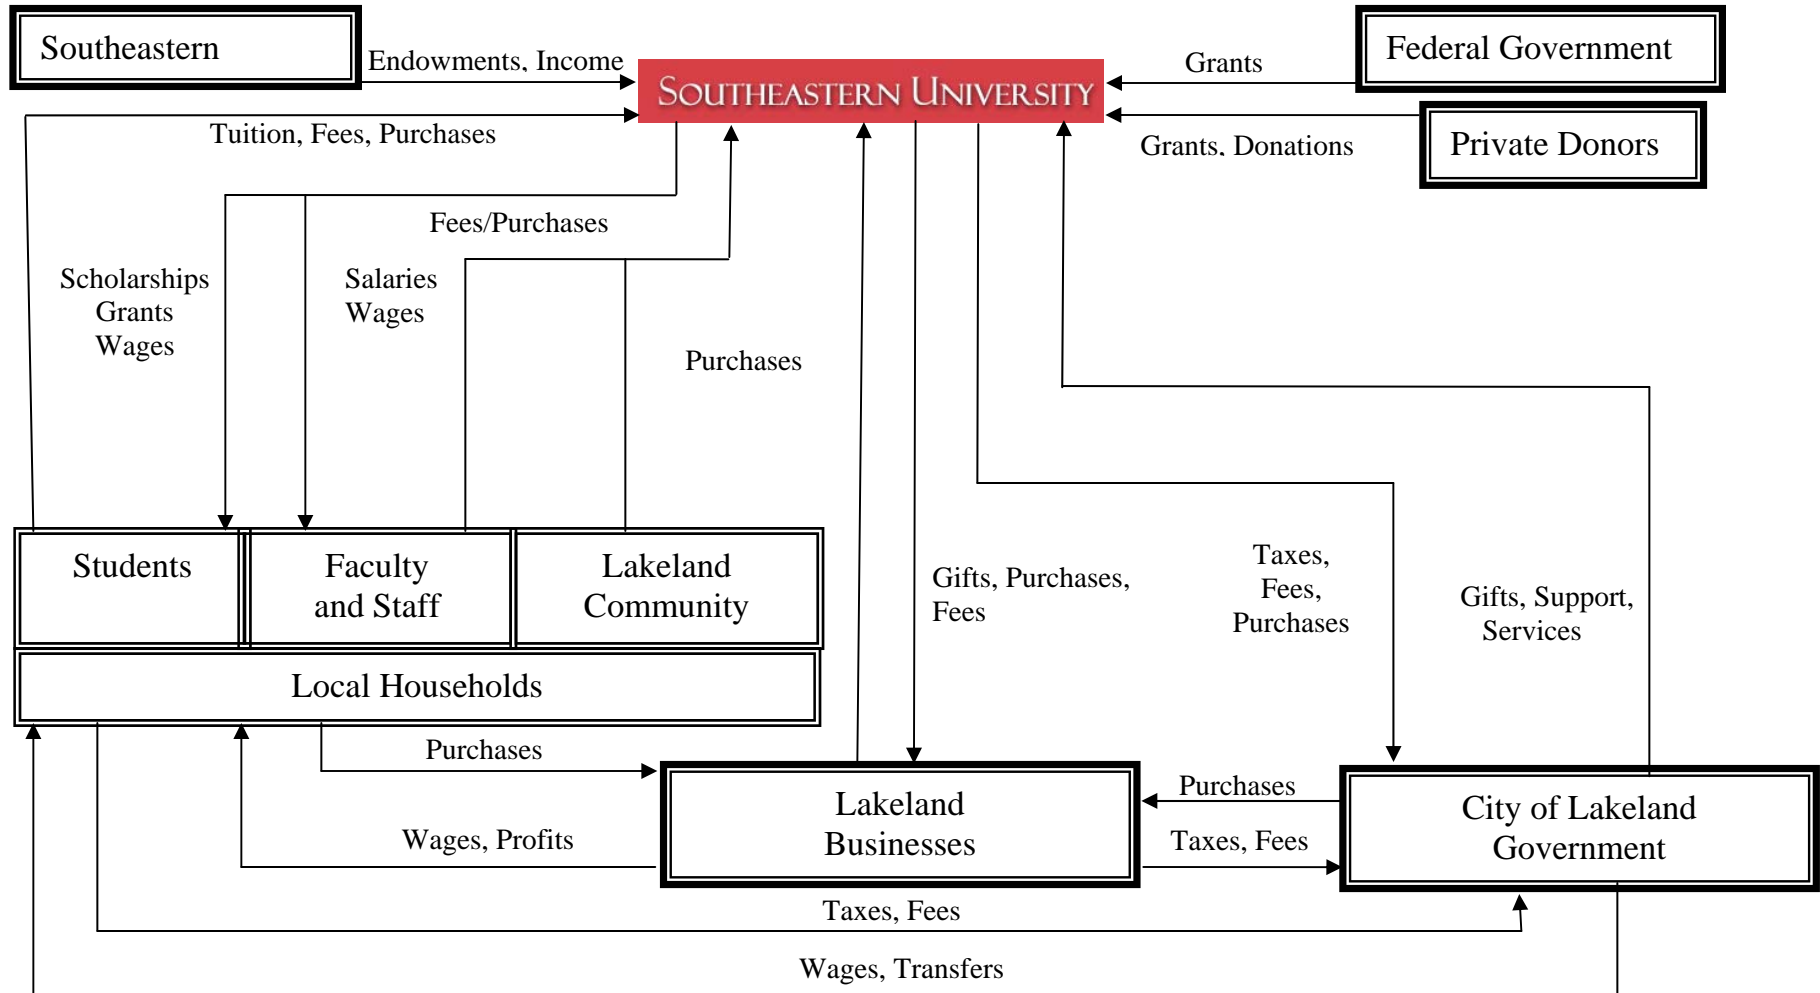 Southeastern
Endowments, Income
SOUTHEASTERN UNIVERSITY
Grants
Federal Government
Tuition, Fees, Purchases
Grants, Donations
Private Donors
Fees/Purchases
Scholarships
Grants
Wages
Salaries
Wages
Purchases
Students
Faculty
and Staff
Lakeland
Community
Gifts, Purchases,
Fees
Taxes,
Fees,
Purchases
Gifts, Support,
Services
Local Households
Purchases
Lakeland
Businesses
Purchases
City of Lakeland
Government
Wages, Profits
Taxes, Fees
Taxes, Fees
Wages, Transfers